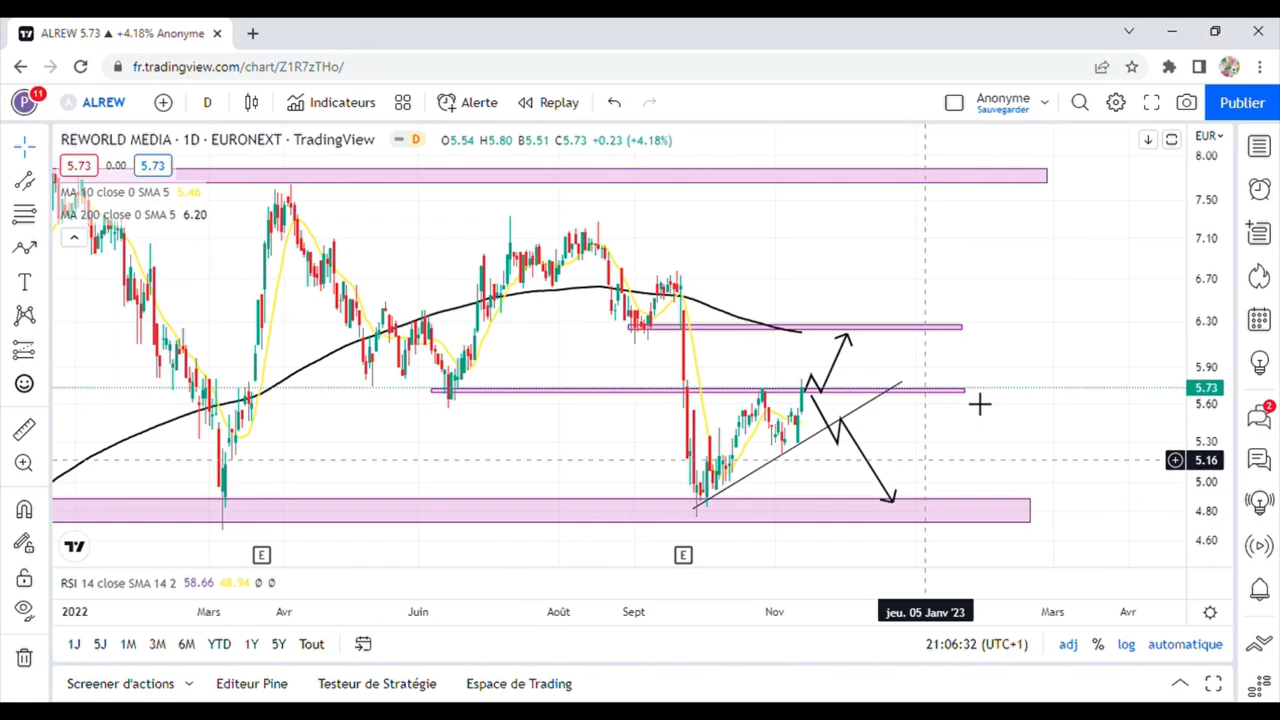 ALREW 5.73 ▲ +4.18% Anonyme
fr.tradingview.com/chart/Z1R7zTHo/
P 11 A ALREW D Indicateurs Alerte Replay Anonyme Sauvegarder Publier
REWORLD MEDIA · 1D · EURONEXT · TradingView D O5.54 H5.80 B5.51 C5.73 +0.23 (+4.18%)
EUR
5.73 0.00 5.73
MA 10 close 0 SMA 5 5.46
MA 200 close 0 SMA 5 6.20
8.00
7.50
7.10
6.70
6.30
5.90
5.73
5.60
5.30
5.16
5.00
4.80
4.60
2
E E
RSI 14 close SMA 14 2 58.66 48.94 Ø Ø
2022 Mars Avr Juin Août Sept Nov jeu. 05 Janv '23 Mars Avr
1J 5J 1M 3M 6M YTD 1Y 5Y Tout 21:06:32 (UTC+1) adj % log automatique
Screener d'actions Editeur Pine Testeur de Stratégie Espace de Trading